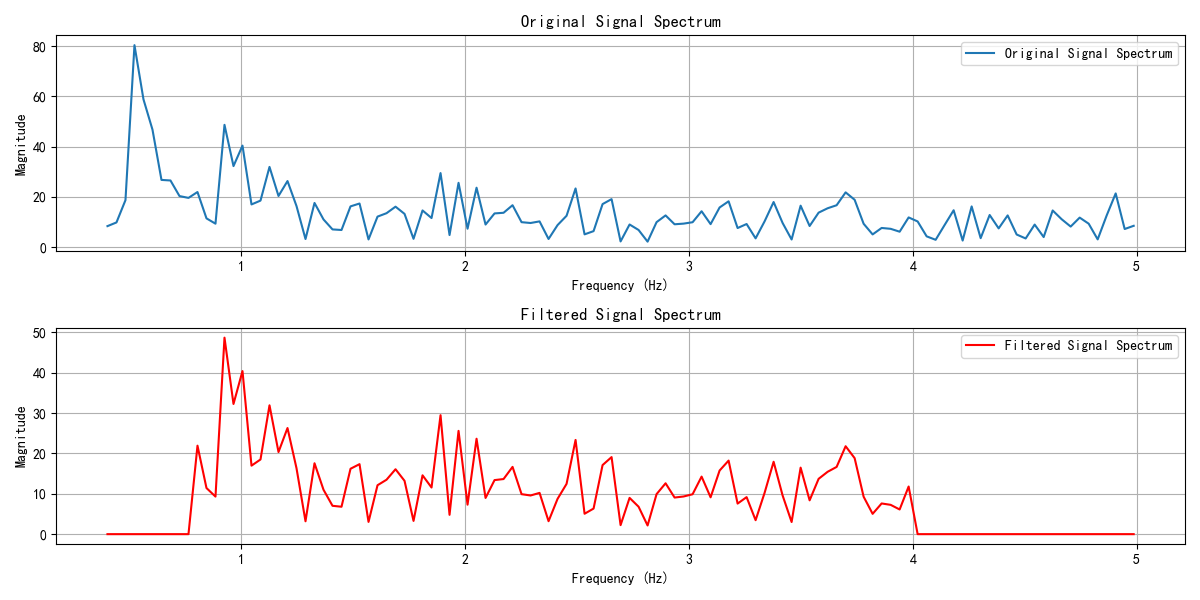 Original Signal Spectrum
80
60
40
20
0
Magnitude
Original Signal Spectrum
1
2
3
4
5
Frequency (Hz)
Filtered Signal Spectrum
50
40
30
20
10
0
Magnitude
Filtered Signal Spectrum
1
2
3
4
5
Frequency (Hz)